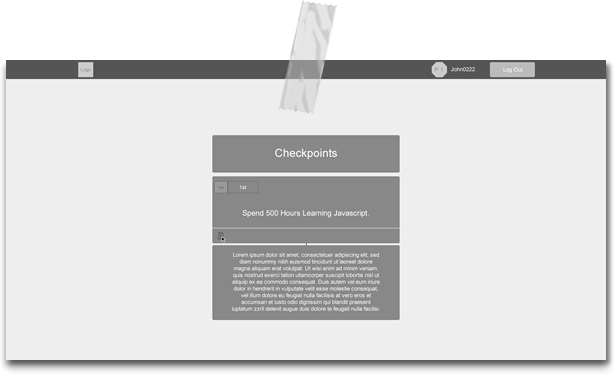 Logo
P I John0222
Log Out
Checkpoints
1st
Spend 500 Hours Learning Javascript.
Lorem ipsum dolor sit amet, consectetuer adipiscing elit, sed
diam nonummy nibh euismod tincidunt ut laoreet dolore
magna aliquam erat volutpat. Ut wisi enim ad minim veniam,
quis nostrud exerci tation ullamcorper suscipit lobortis nisl ut
aliquip ex ea commodo consequat. Duis autem vel eum iriure
dolor in hendrerit in vulputate velit esse molestie consequat,
vel illum dolore eu feugiat nulla facilisis at vero eros et
accumsan et iusto odio dignissim qui blandit praesent
luptatum zzril delenit augue duis dolore te feugait nulla facilisi.